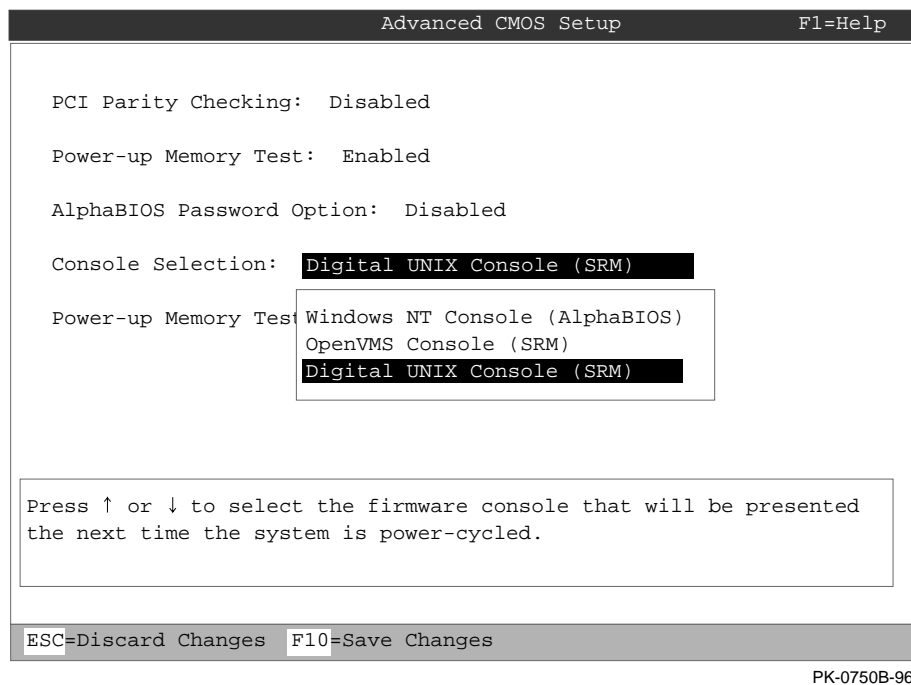 Advanced CMOS Setup F1=Help
PCI Parity Checking: Disabled
Power-up Memory Test: Enabled
AlphaBIOS Password Option: Disabled
Console Selection: Digital UNIX Console (SRM)
Power-up Memory Test
Windows NT Console (AlphaBIOS)
OpenVMS Console (SRM)
Digital UNIX Console (SRM)
Press ↑ or ↓ to select the firmware console that will be presented
the next time the system is power-cycled.
ESC=Discard Changes F10=Save Changes
PK-0750B-96